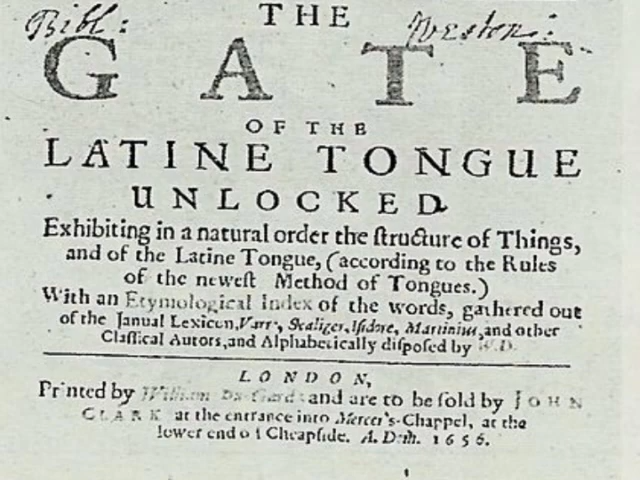 THE
Bibl: Weston:
GATE
OF THE
LATINE TONGUE
UNLOCKED
Exhibiting in a natural order the structure of Things,
and of the Latine Tongue, (according to the Rules
of the newest Method of Tongues.)
With an Etymological Index of the words, gathered out
of the Janual Lexicon, Varr, Scaliger, Isidore, Martinius, and other
Classical Autors, and Alphabetically disposed by W.D.
LONDON,
Printed by William and are to be sold by JOHN
CLARK at the entrance into Mercer's-Chappel, at the
lower end of Cheapside. 1656.